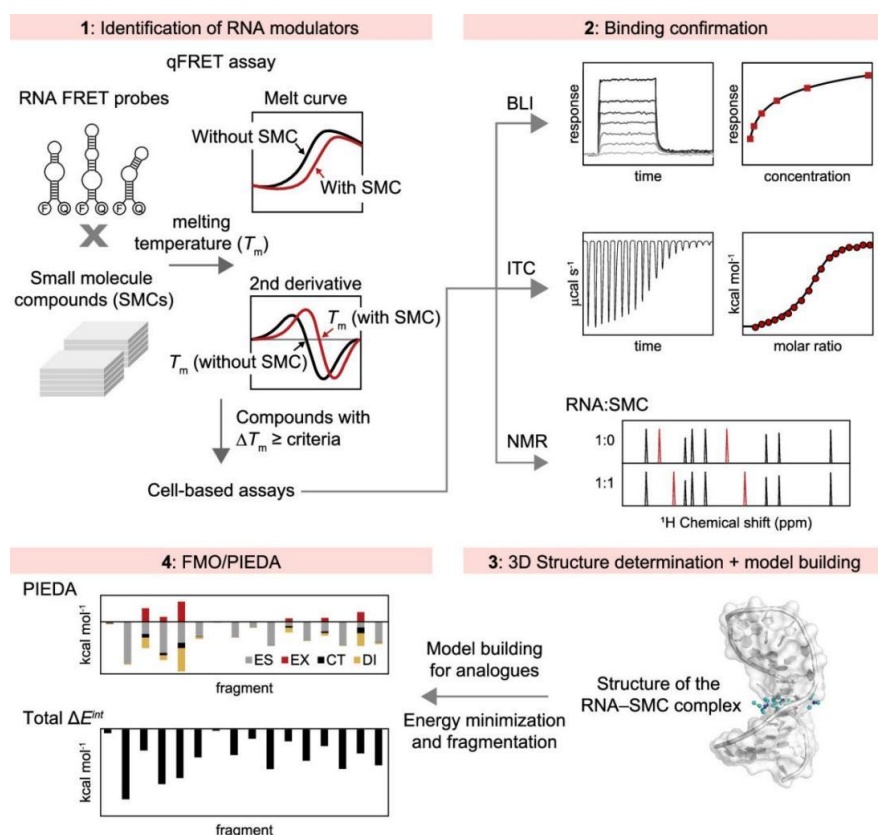 1: Identification of RNA modulators
qFRET assay
RNA FRET probes
F Q F Q F Q
Small molecule
compounds (SMCs)
melting
temperature (Tm)
Melt curve
Without SMC
With SMC
2nd derivative
Tm (with SMC)
Tm (without SMC)
Compounds with
ΔTm ≥ criteria
Cell-based assays
2: Binding confirmation
BLI
response
time
response
concentration
ITC
μcal s⁻¹
time
kcal mol⁻¹
molar ratio
NMR
RNA:SMC
1:0
1:1
¹H Chemical shift (ppm)
3: 3D Structure determination + model building
Structure of the
RNA–SMC complex
Model building
for analogues
Energy minimization
and fragmentation
4: FMO/PIEDA
PIEDA
kcal mol⁻¹
ES EX CT DI
fragment
Total ΔEⁱⁿᵗ
kcal mol⁻¹
fragment